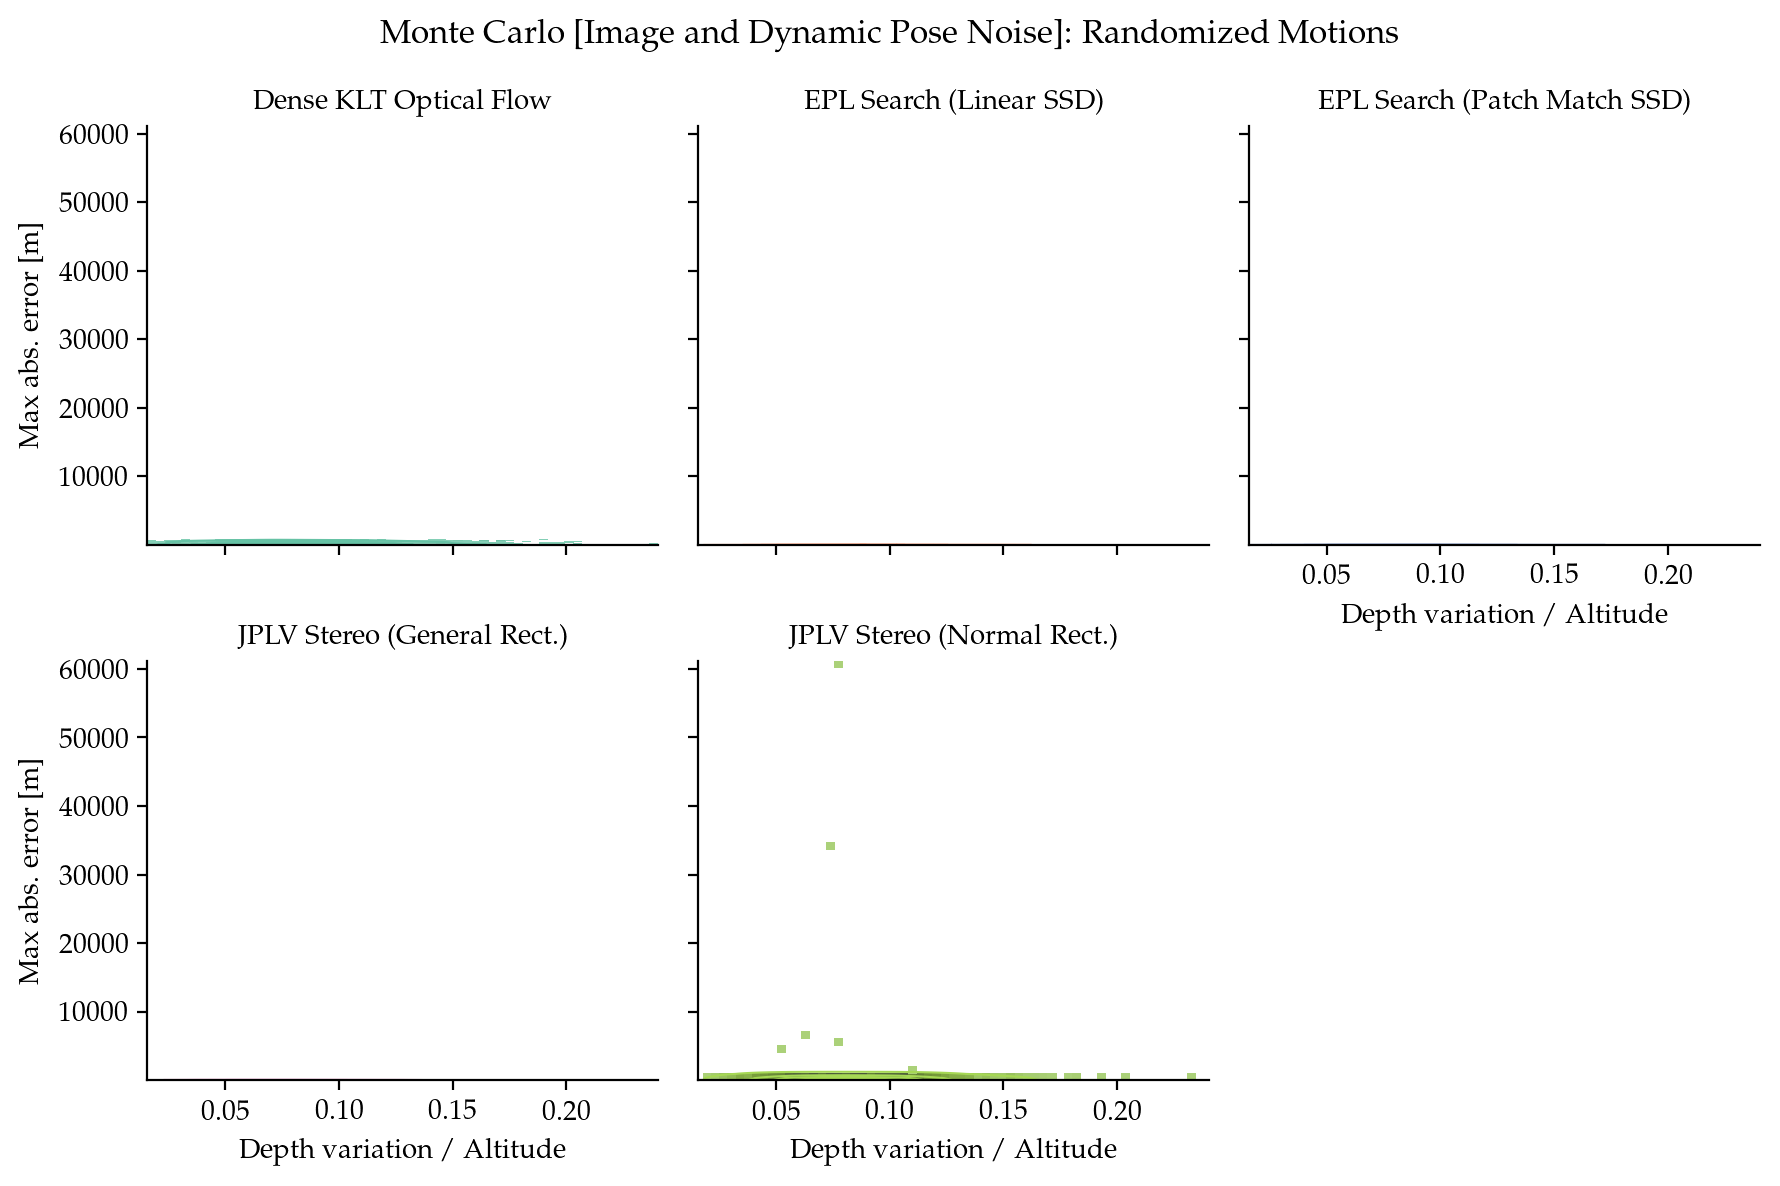 Monte Carlo [Image and Dynamic Pose Noise]: Randomized Motions
Dense KLT Optical Flow
EPL Search (Linear SSD)
EPL Search (Patch Match SSD)
Max abs. error [m]
60000
50000
40000
30000
20000
10000
0.05 0.10 0.15 0.20
Depth variation / Altitude
JPLV Stereo (General Rect.)
JPLV Stereo (Normal Rect.)
Max abs. error [m]
60000
50000
40000
30000
20000
10000
0.05 0.10 0.15 0.20
Depth variation / Altitude
0.05 0.10 0.15 0.20
Depth variation / Altitude